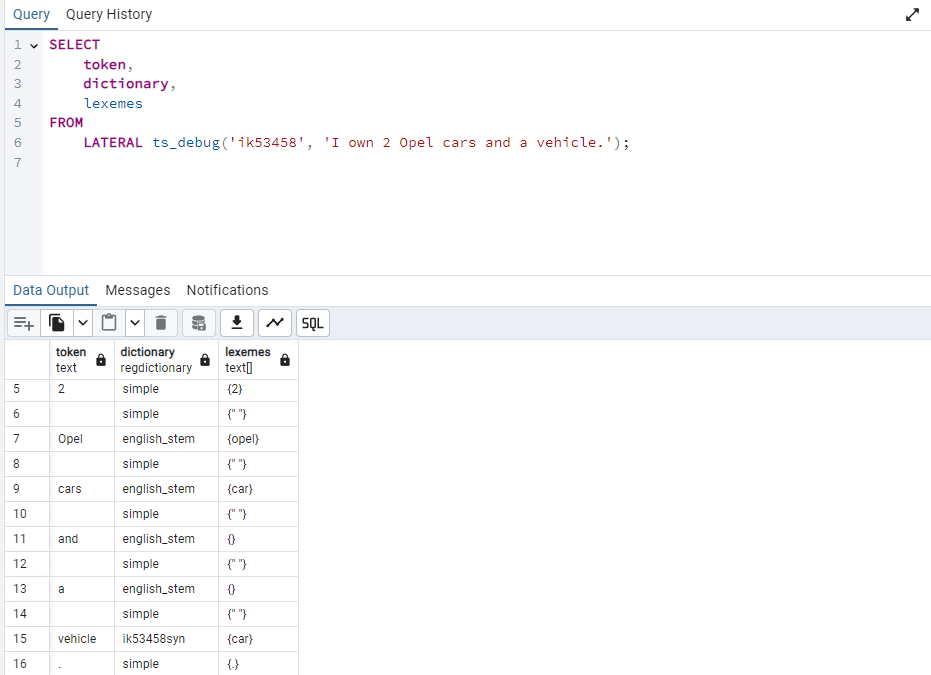 Query Query History
1 SELECT
2 token,
3 dictionary,
4 lexemes
5 FROM
6 LATERAL ts_debug('ik53458', 'I own 2 Opel cars and a vehicle.');
7
Data Output Messages Notifications
SQL
token dictionary lexemes
text regdictionary text[]
5 2 simple {2}
6 simple {" "}
7 Opel english_stem {opel}
8 simple {" "}
9 cars english_stem {car}
10 simple {" "}
11 and english_stem {}
12 simple {" "}
13 a english_stem {}
14 simple {" "}
15 vehicle ik53458syn {car}
16 . simple {.}